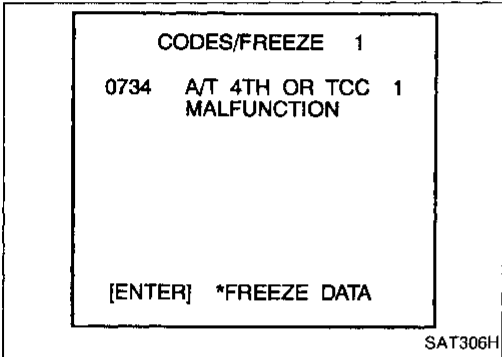 CODES/FREEZE 1
0734 A/T 4TH OR TCC 1
MALFUNCTION
[ENTER] *FREEZE DATA
SAT306H